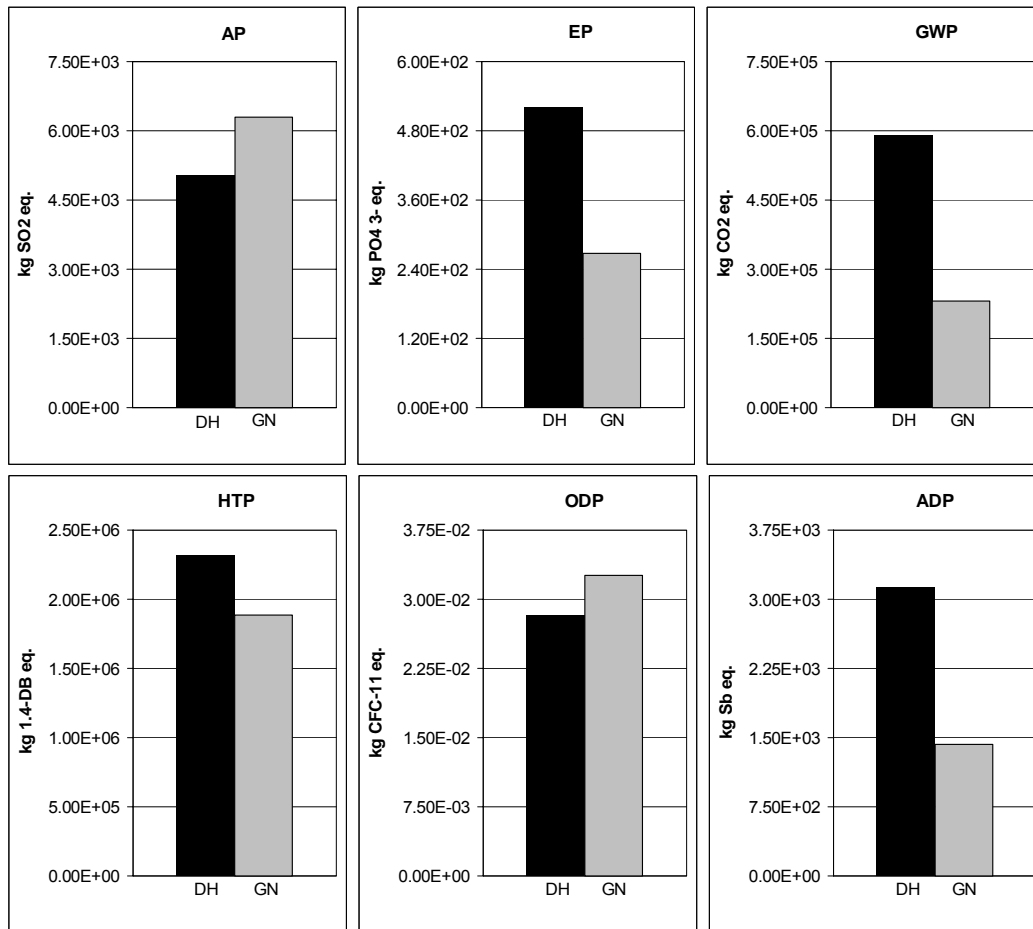 AP
7.50E+03
6.00E+03
4.50E+03
3.00E+03
1.50E+03
0.00E+00
kg SO2 eq.
DH GN
EP
6.00E+02
4.80E+02
3.60E+02
2.40E+02
1.20E+02
0.00E+00
kg PO4 3- eq.
DH GN
GWP
7.50E+05
6.00E+05
4.50E+05
3.00E+05
1.50E+05
0.00E+00
kg CO2 eq.
DH GN
HTP
2.50E+06
2.00E+06
1.50E+06
1.00E+06
5.00E+05
0.00E+00
kg 1.4-DB eq.
DH GN
ODP
3.75E-02
3.00E-02
2.25E-02
1.50E-02
7.50E-03
0.00E+00
kg CFC-11 eq.
DH GN
ADP
3.75E+03
3.00E+03
2.25E+03
1.50E+03
7.50E+02
0.00E+00
kg Sb eq.
DH GN